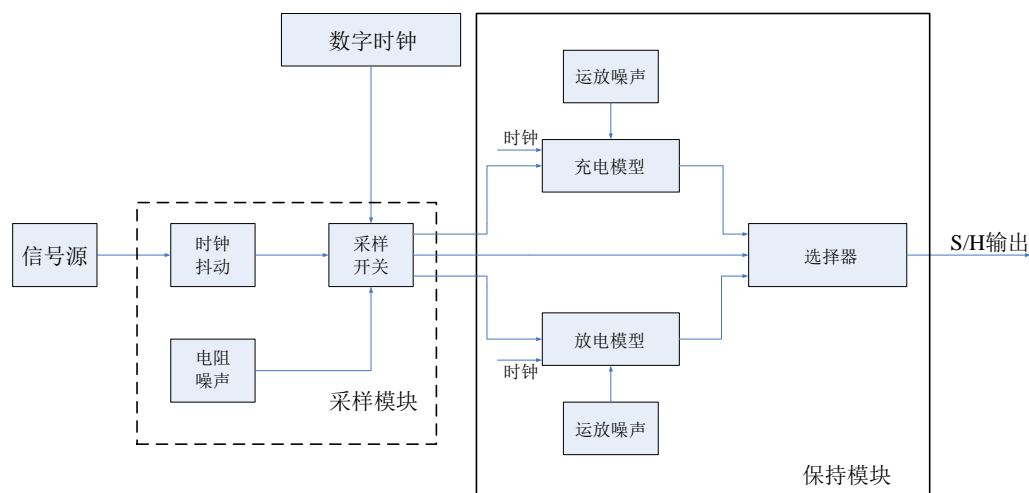 数字时钟
运放噪声
时钟
充电模型
信号源
时钟
抖动
采样
开关
选择器
S/H输出
放电模型
时钟
电阻
噪声
采样模块
运放噪声
保持模块